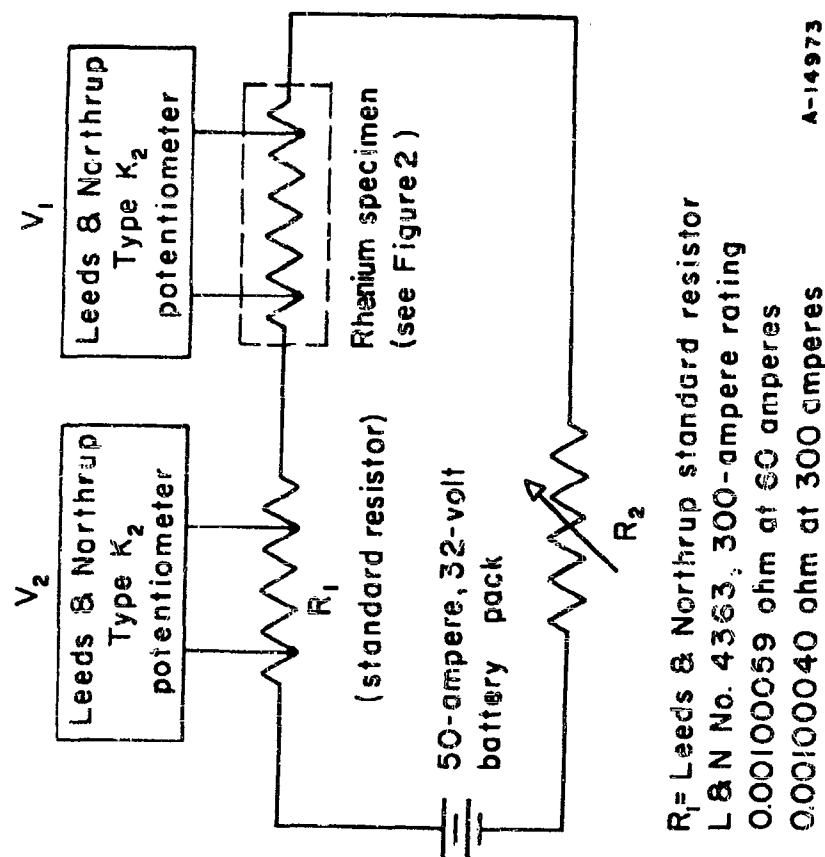 V₂
Leeds & Northrup
Type K₂
potentiometer
V₁
Leeds & Northrup
Type K₂
potentiometer
R₁
(standard resistor)
Rhenium specimen
(see Figure 2)
50-ampere, 32-volt
battery pack
R₂
R₁= Leeds & Northrup standard resistor
L & N No. 4363, 300-ampere rating
0.00100059 ohm at 60 amperes
0.00100040 ohm at 300 amperes
A-14973